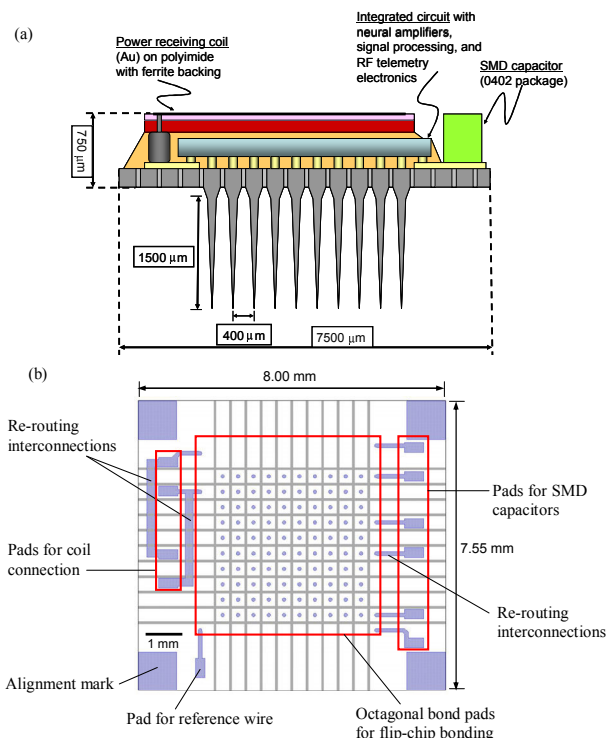 (a)
Power receiving coil
(Au) on polyimide
with ferrite backing
Integrated circuit with
neural amplifiers,
signal processing, and
RF telemetry
electronics
SMD capacitor
(0402 package)
750 μm
1500 μm
400 μm
7500 μm
(b)
8.00 mm
Re-routing
interconnections
Pads for SMD
capacitors
Pads for coil
connection
7.55 mm
Re-routing
interconnections
1 mm
Alignment mark
Pad for reference wire
Octagonal bond pads
for flip-chip bonding